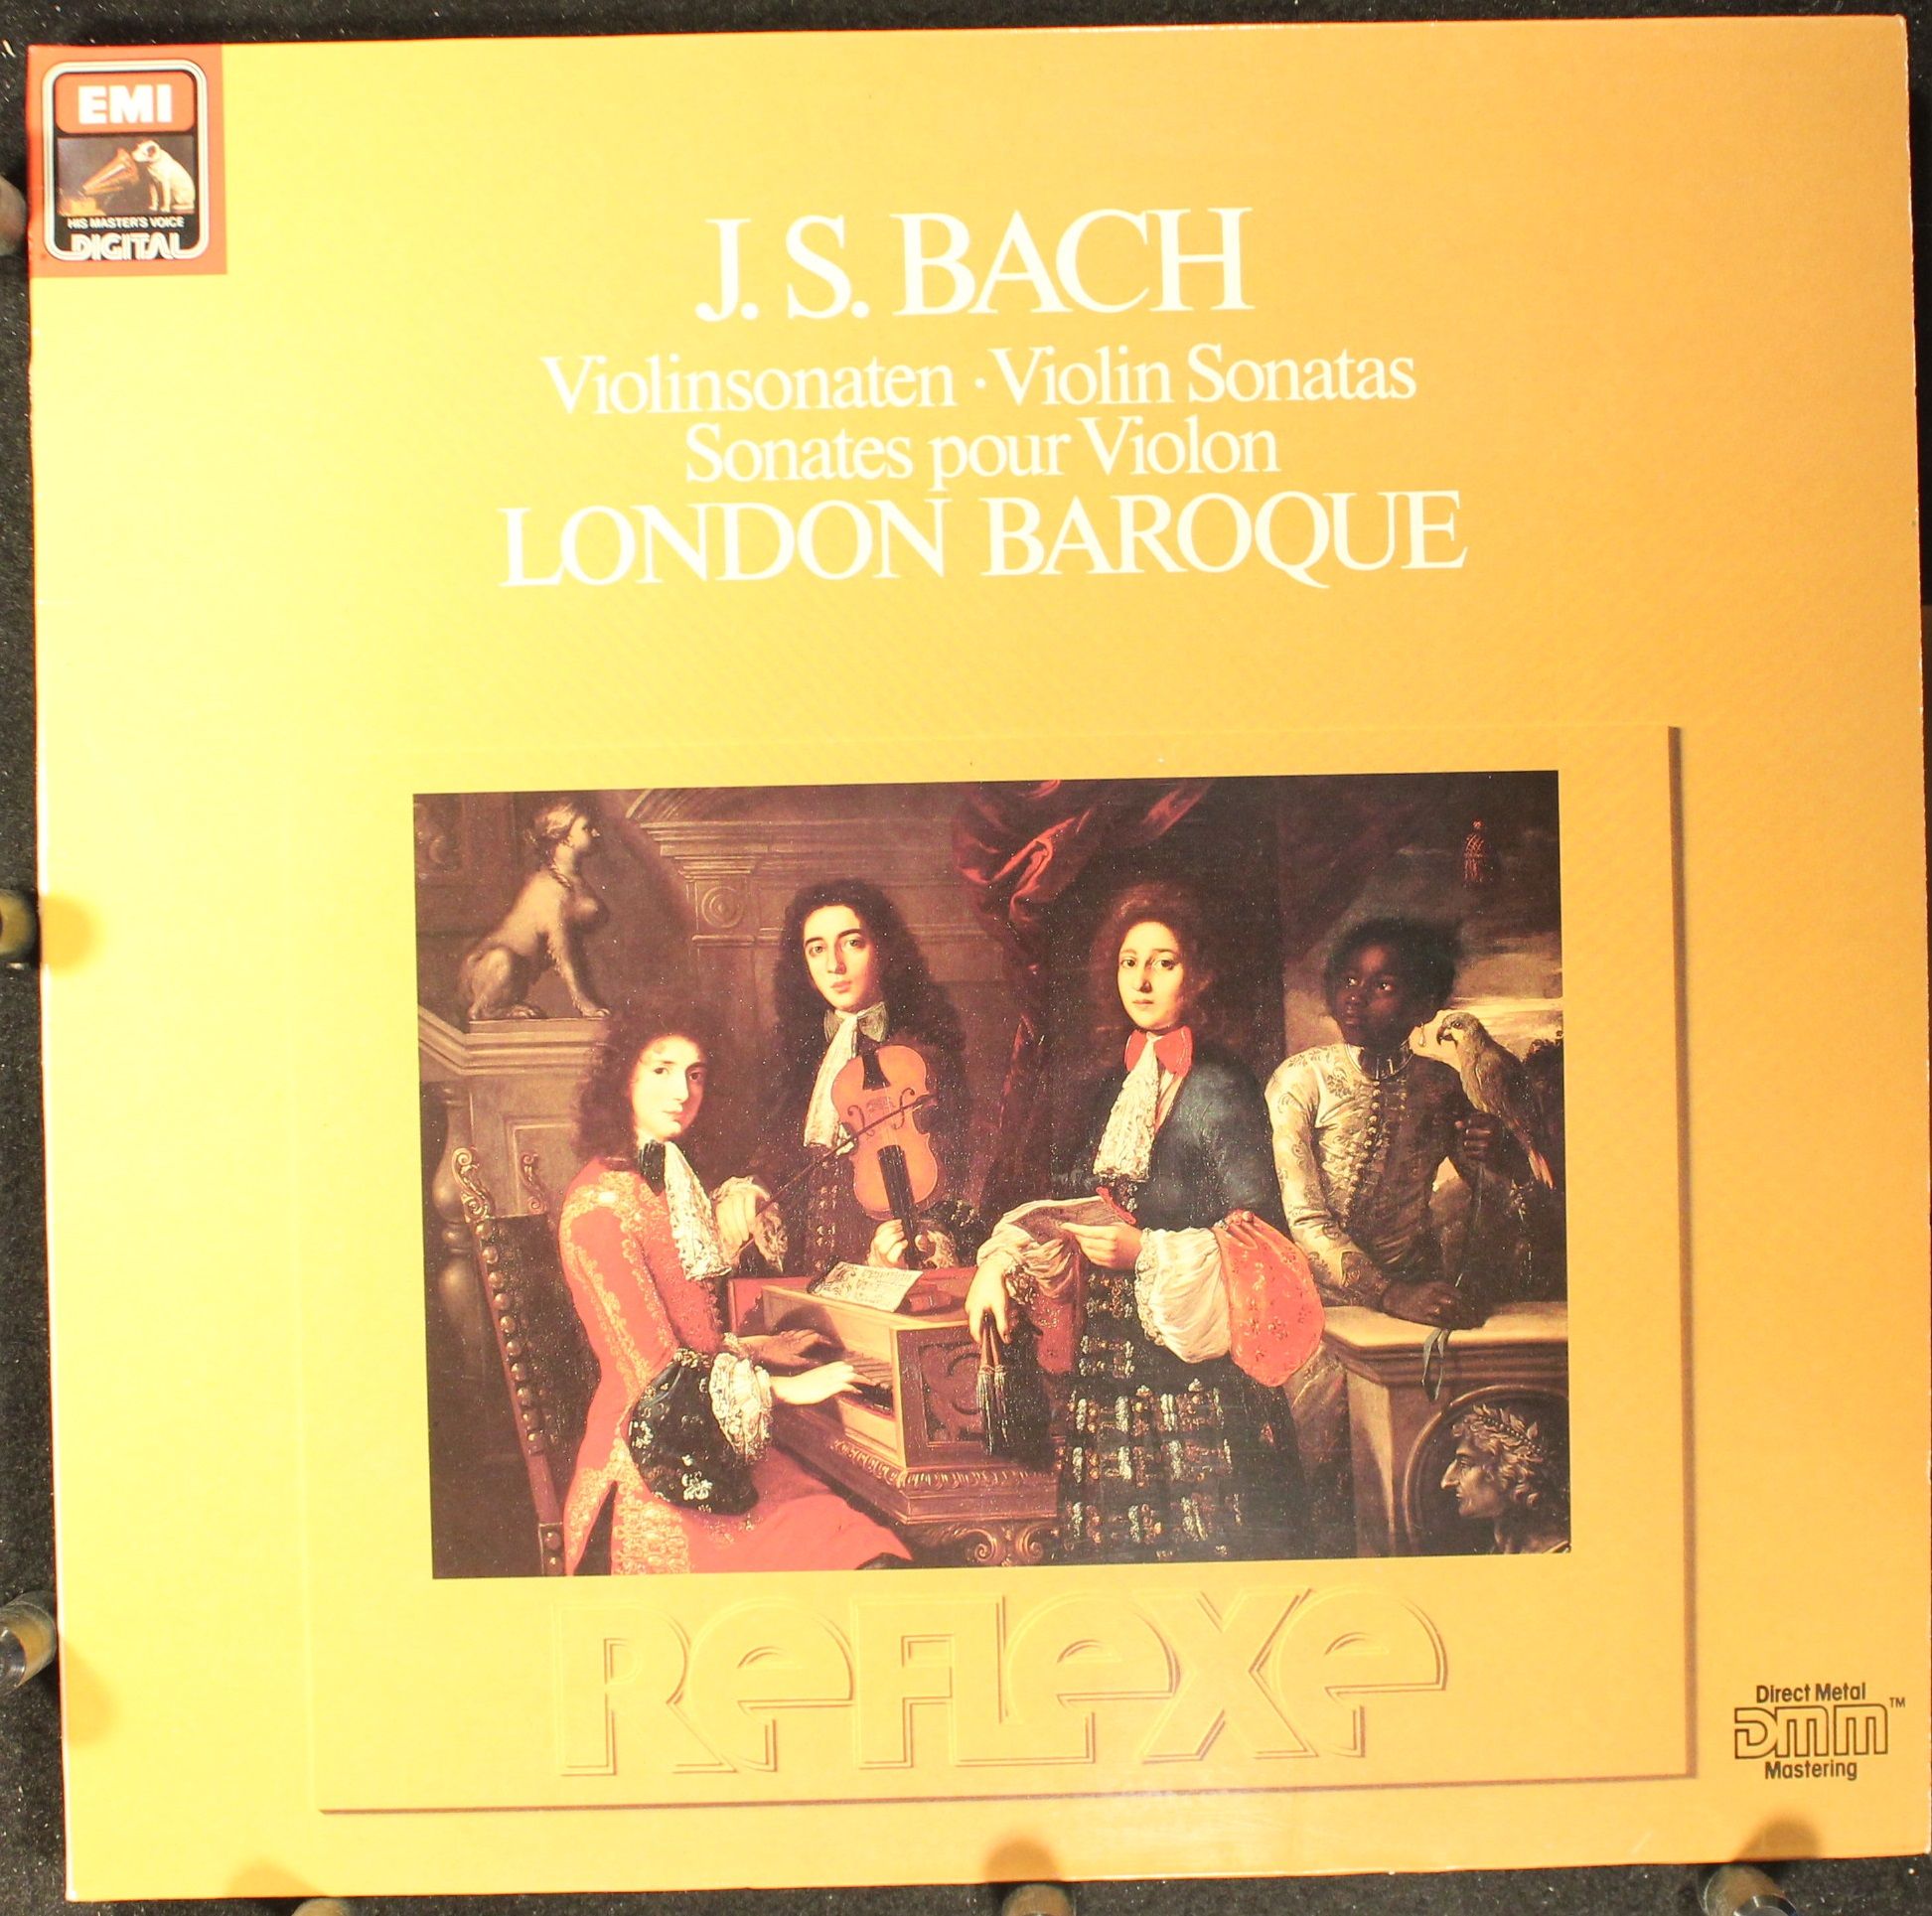 EMI
HIS MASTER'S VOICE
DIGITAL
J. S. BACH
Violinsonaten · Violin Sonatas
Sonates pour Violon
LONDON BAROQUE
REFLEXE
Direct Metal
DMM™
Mastering